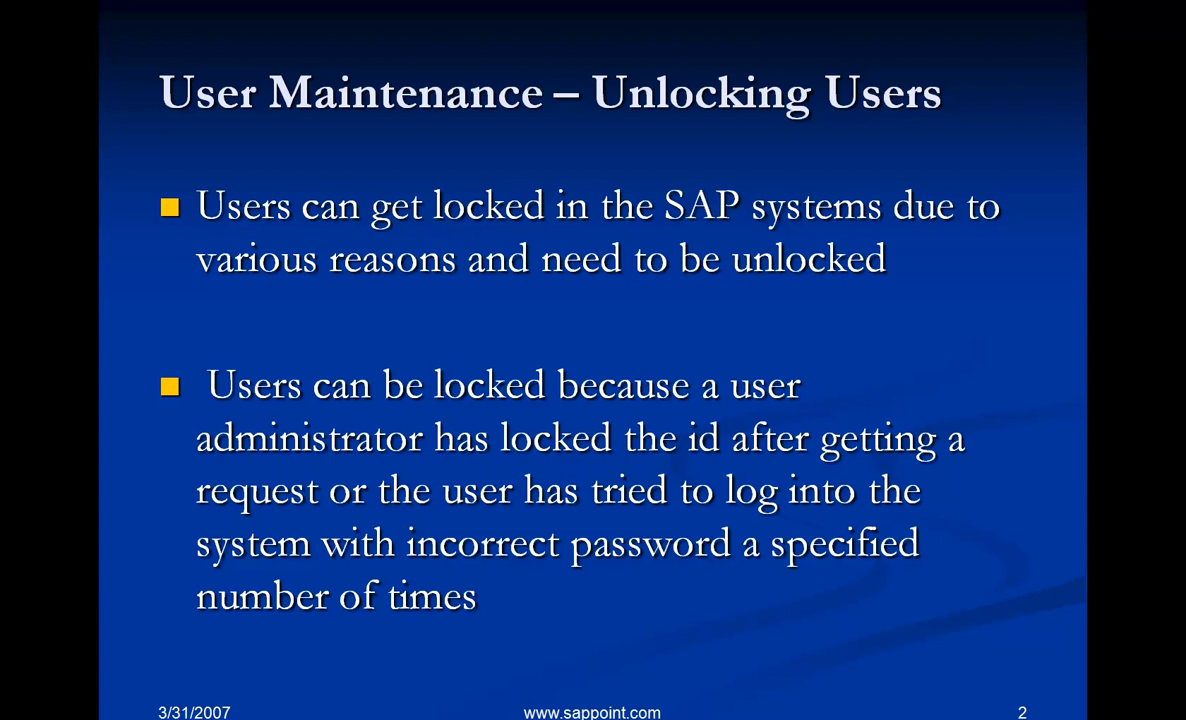 User Maintenance – Unlocking Users
Users can get locked in the SAP systems due to
various reasons and need to be unlocked
Users can be locked because a user
administrator has locked the id after getting a
request or the user has tried to log into the
system with incorrect password a specified
number of times
3/31/2007 www.sappoint.com 2